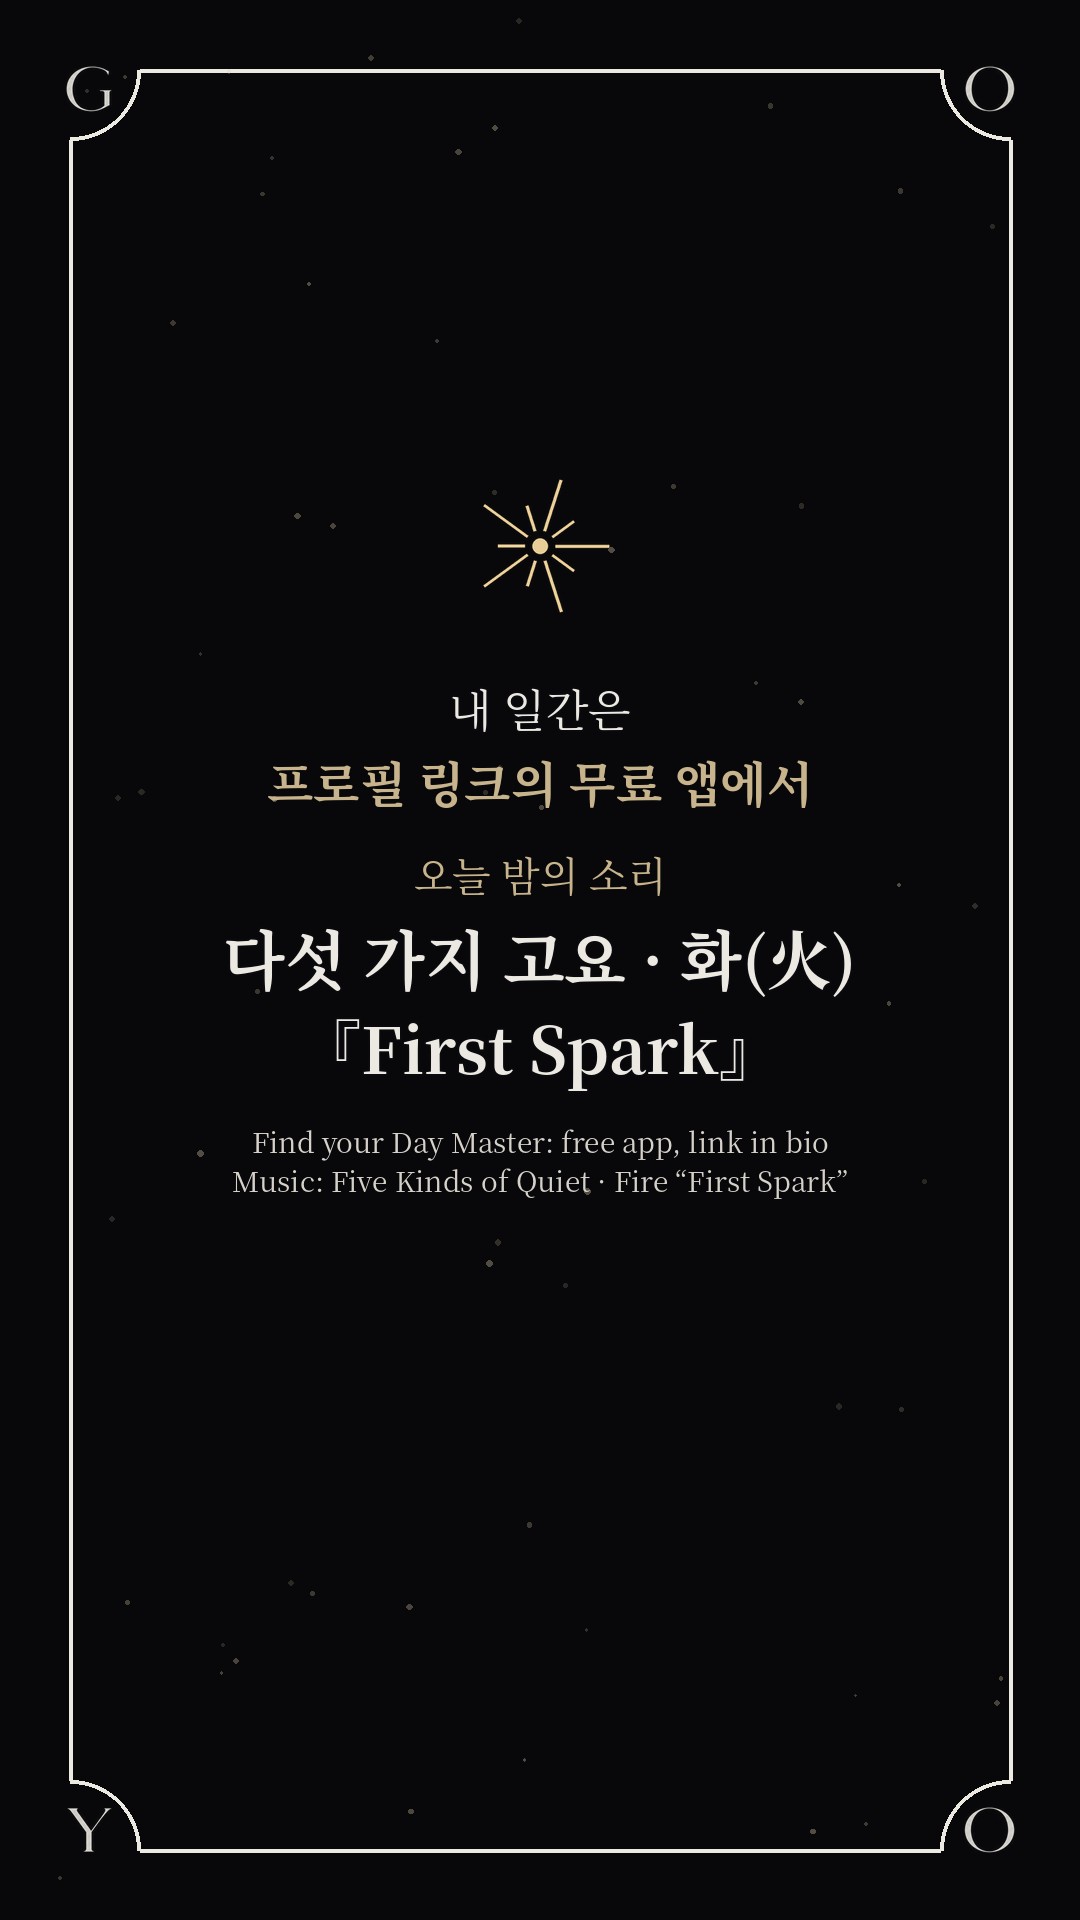 G O
내 일간은
프로필 링크의 무료 앱에서
오늘 밤의 소리
다섯 가지 고요 · 화(火)
『First Spark』
Find your Day Master: free app, link in bio
Music: Five Kinds of Quiet · Fire “First Spark”
Y O